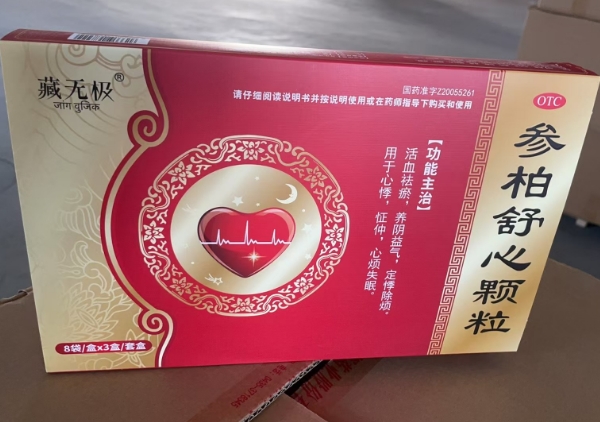 藏无极®
जांगयुजिक
国药准字Z20055261
请仔细阅读说明书并按说明使用或在药师指导下购买和使用
OTC
参柏舒心颗粒
【功能主治】
活血祛瘀，养阴益气，定悸除烦。
用于心悸，怔忡，心烦失眠。
8袋/盒x3盒/套盒